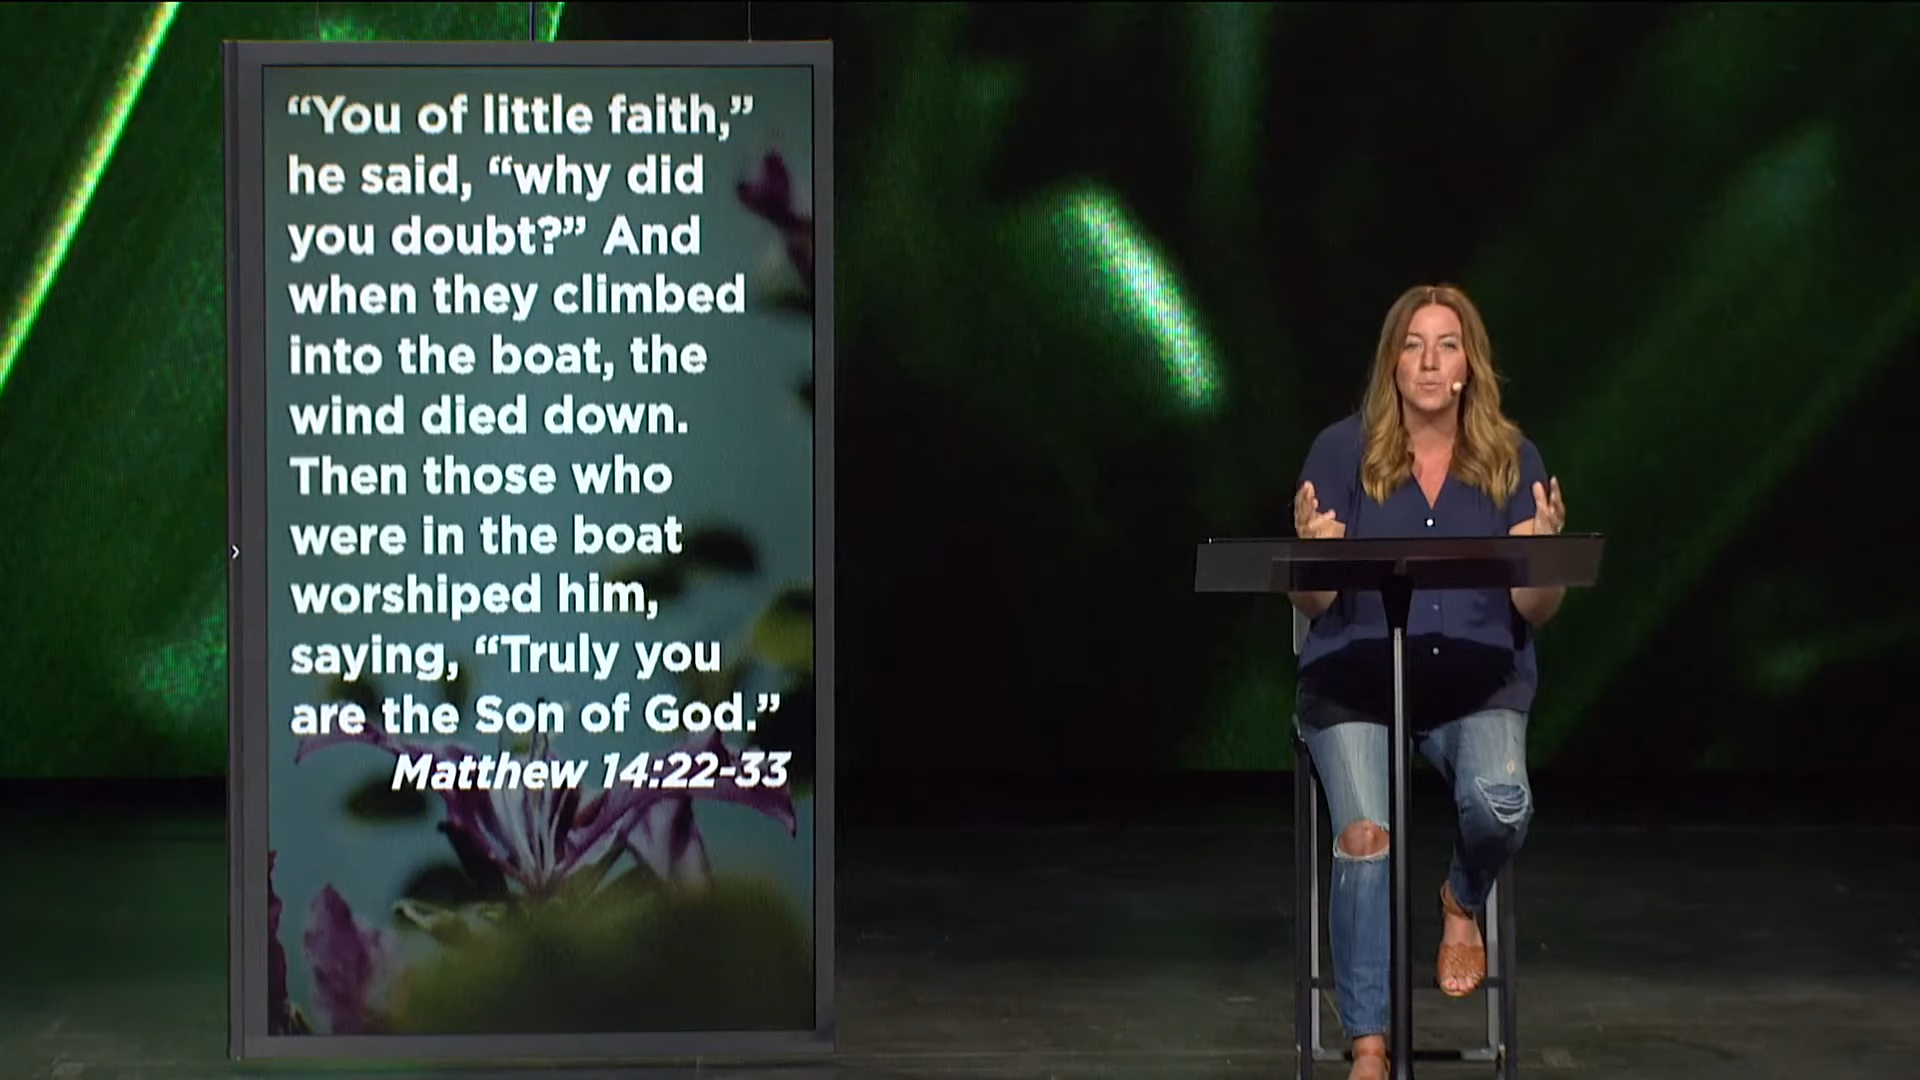 “You of little faith,”
he said, “why did
you doubt?” And
when they climbed
into the boat, the
wind died down.
Then those who
were in the boat
worshiped him,
saying, “Truly you
are the Son of God.”
Matthew 14:22-33